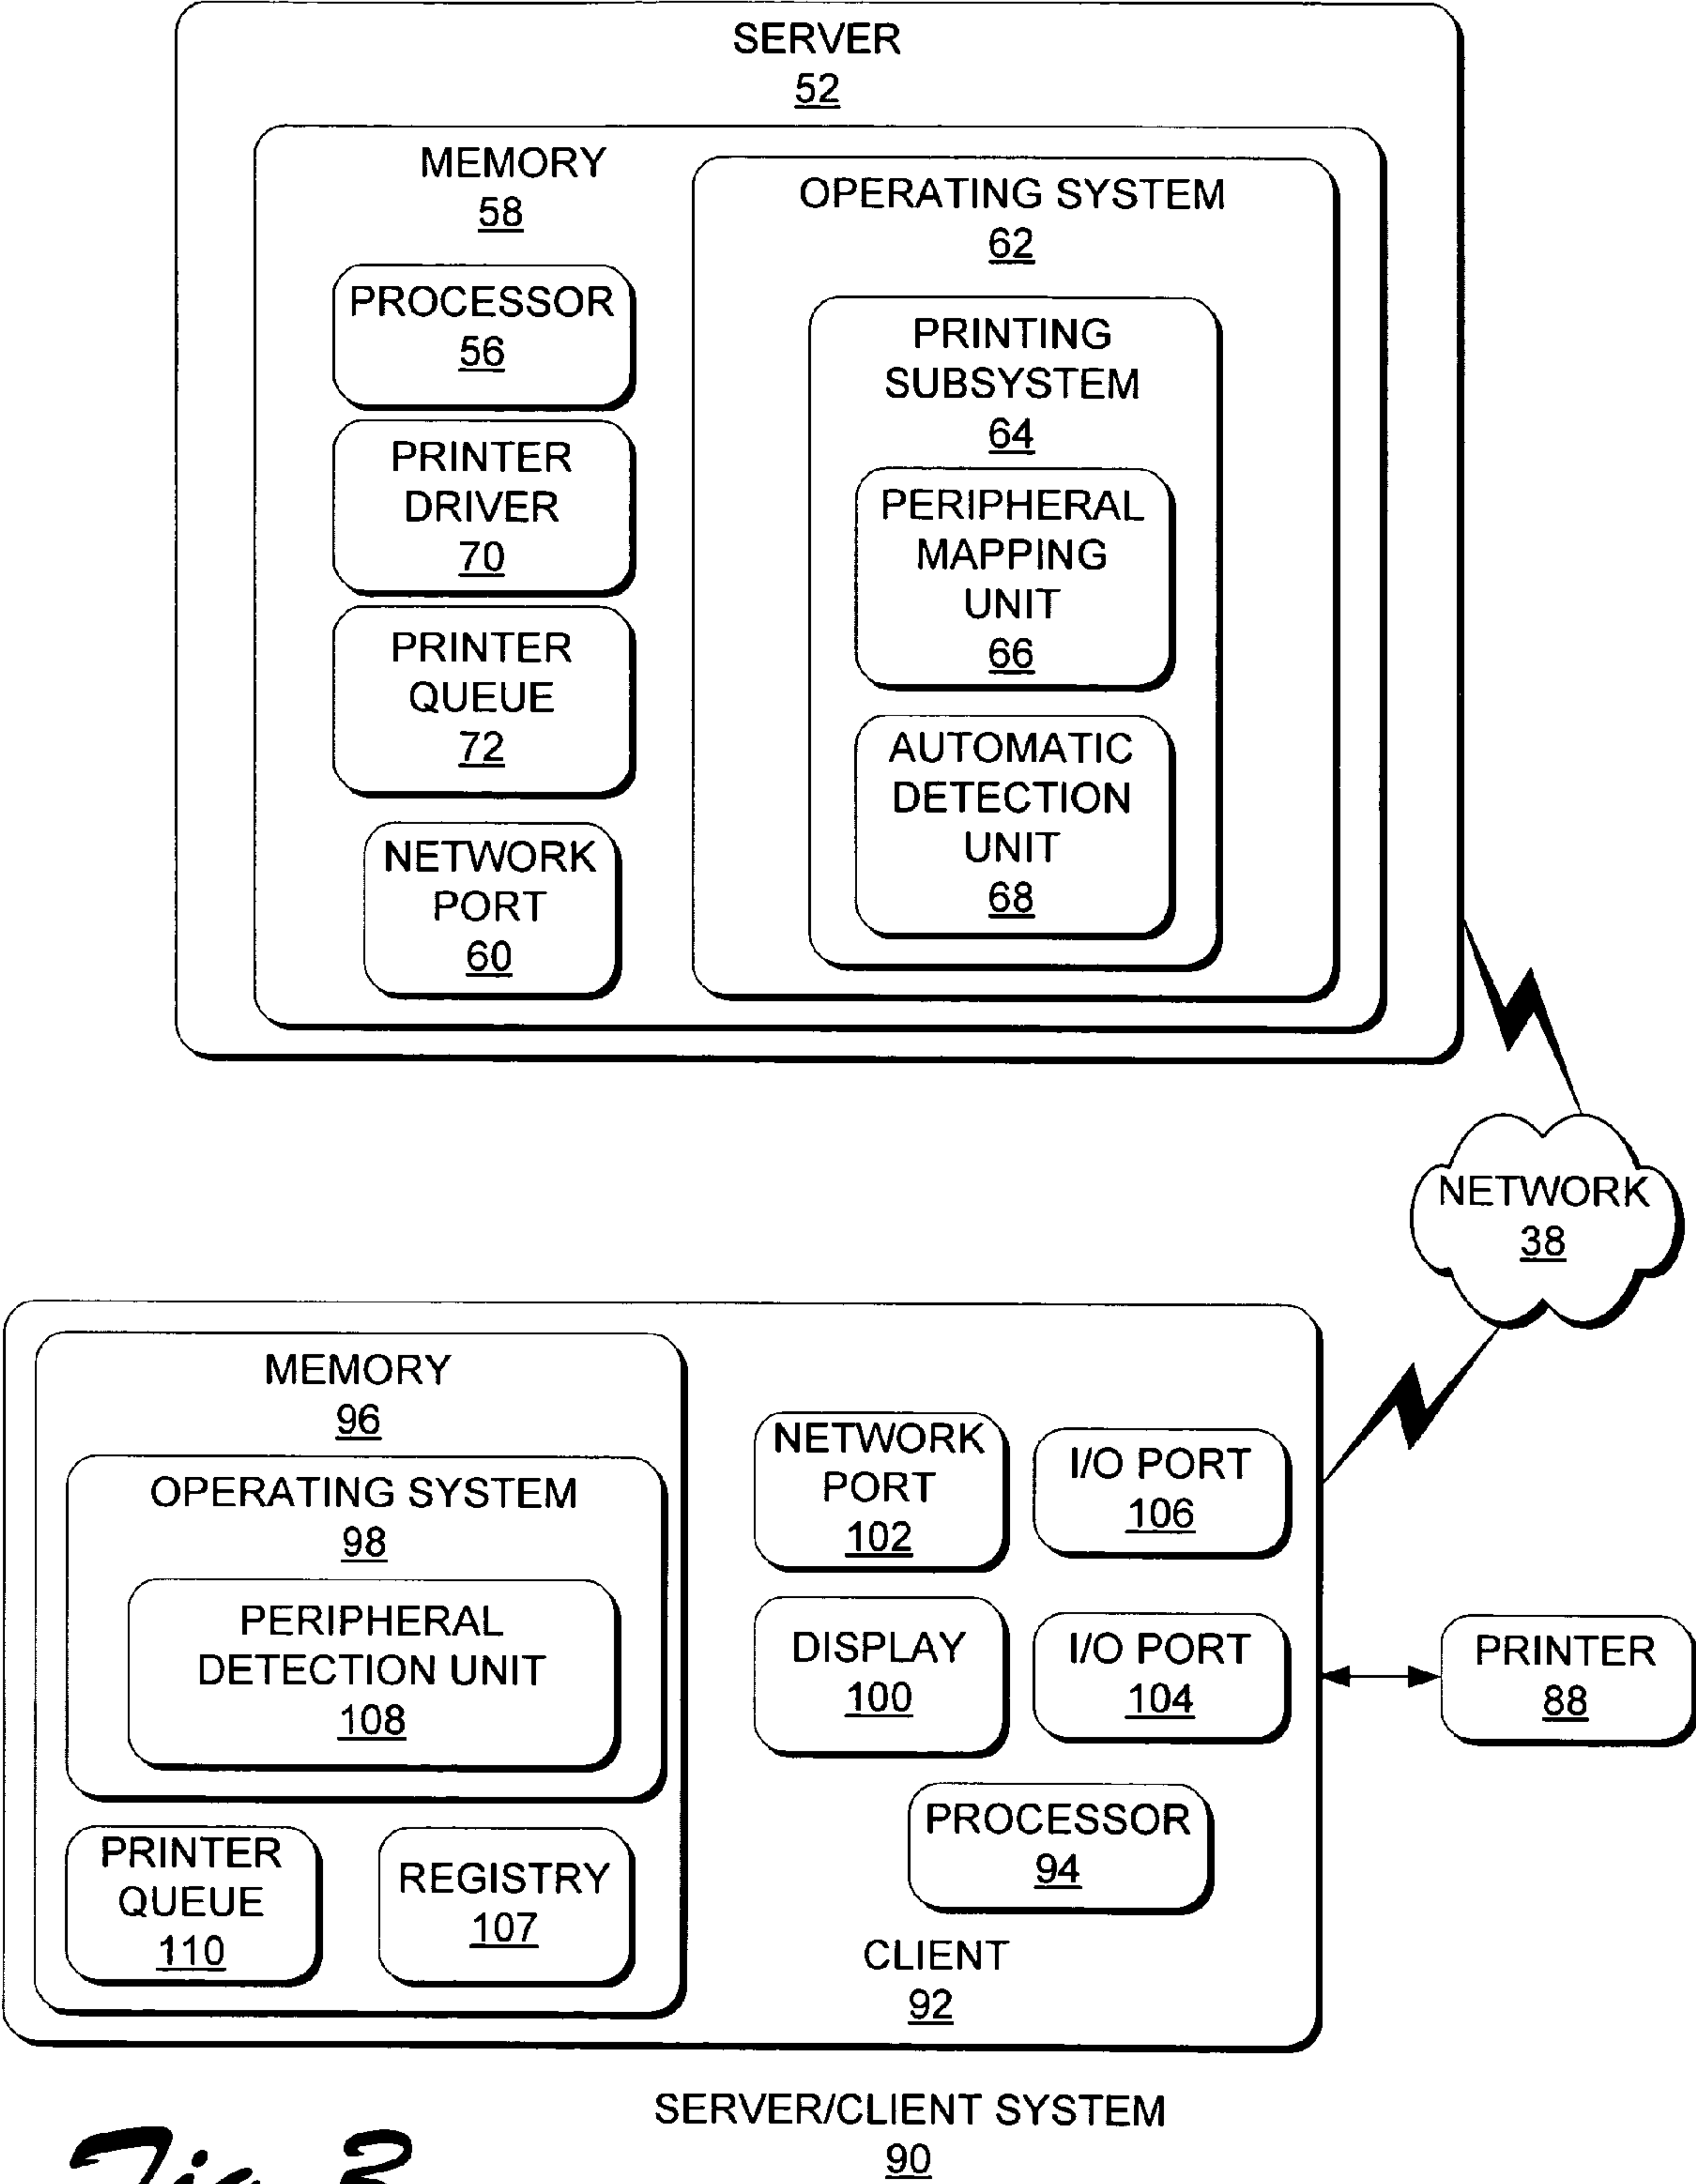 SERVER
52
MEMORY
58
PROCESSOR
56
PRINTER
DRIVER
70
PRINTER
QUEUE
72
NETWORK
PORT
60
OPERATING SYSTEM
62
PRINTING
SUBSYSTEM
64
PERIPHERAL
MAPPING
UNIT
66
AUTOMATIC
DETECTION
UNIT
68
NETWORK
38
MEMORY
96
OPERATING SYSTEM
98
PERIPHERAL
DETECTION UNIT
108
PRINTER
QUEUE
110
REGISTRY
107
NETWORK
PORT
102
I/O PORT
106
DISPLAY
100
I/O PORT
104
PROCESSOR
94
CLIENT
92
PRINTER
88
SERVER/CLIENT SYSTEM
90
Fig. 3